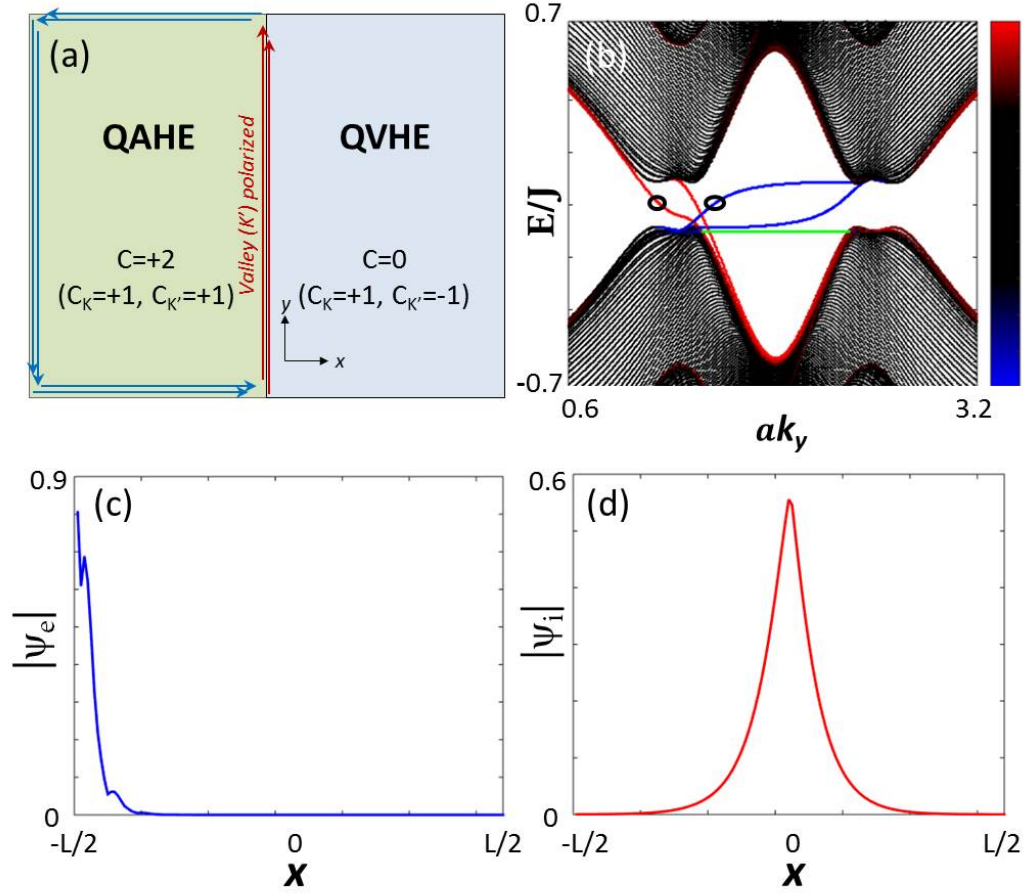 (a)
QAHE
QVHE
Valley (K') polarized
C=+2
(C_K=+1, C_K'=+1)
C=0
(C_K=+1, C_K'=-1)
y
x
(b)
0.7
E/J
-0.7
0.6
3.2
ak_y
(c)
0.9
|ψ_e|
0
-L/2
0
L/2
x
(d)
0.6
|ψ_i|
0
-L/2
0
L/2
x